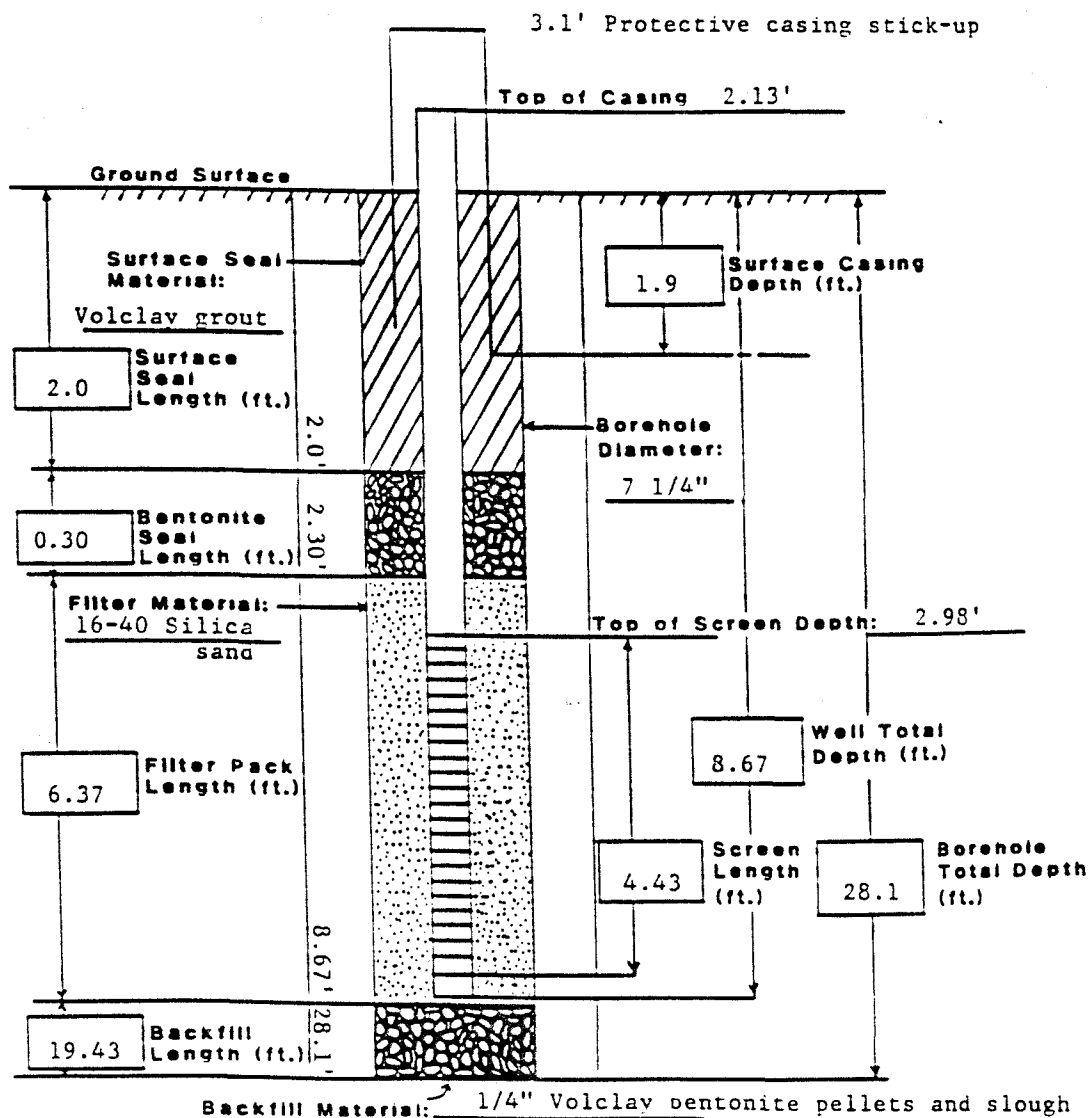 3.1' Protective casing stick-up
Top of Casing 2.13'
Ground Surface
Surface Seal
Material:
Volclay grout
1.9
Surface Casing
Depth (ft.)
2.0
Surface
Seal
Length (ft.)
2.0'
Borehole
Diameter:
7 1/4"
0.30
Bentonite
Seal
Length (ft.)
2.30'
Filter Material:
16-40 Silica
sand
Top of Screen Depth: 2.98'
6.37
Filter Pack
Length (ft.)
8.67
Well Total
Depth (ft.)
4.43
Screen
Length
(ft.)
28.1
Borehole
Total Depth
(ft.)
8.67'
19.43
Backfill
Length (ft.)
28.1'
Backfill Material: 1/4" Volclay bentonite pellets and slough